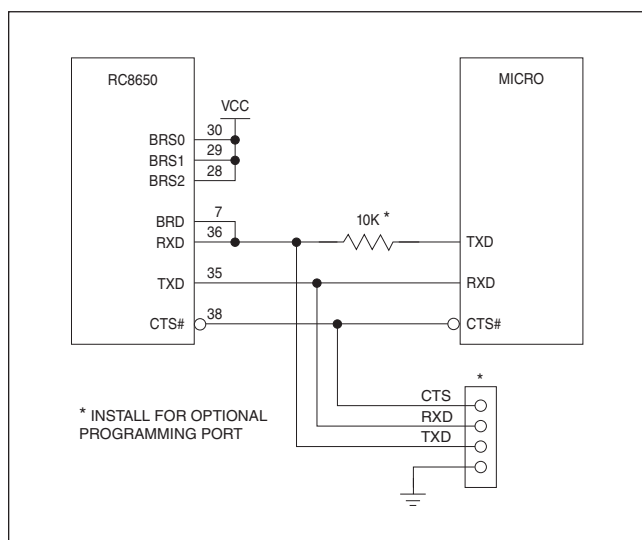 RC8650
MICRO
VCC
BRS0 30
BRS1 29
BRS2 28
BRD 7
RXD 36
10K *
TXD
TXD 35
RXD
CTS# 38
CTS#
*
CTS
RXD
TXD
* INSTALL FOR OPTIONAL
PROGRAMMING PORT